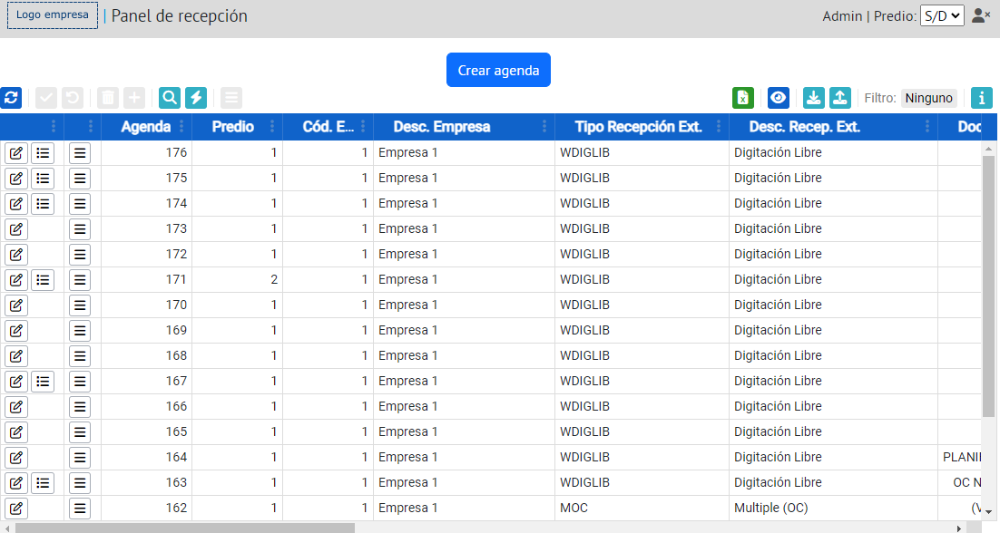 Logo empresa | Panel de recepción Admin | Predio: S/D
Crear agenda
Filtro: Ninguno
Agenda Predio Cód. E... Desc. Empresa Tipo Recepción Ext. Desc. Recep. Ext. Doc
176 1 1 Empresa 1 WDIGLIB Digitación Libre
175 1 1 Empresa 1 WDIGLIB Digitación Libre
174 1 1 Empresa 1 WDIGLIB Digitación Libre
173 1 1 Empresa 1 WDIGLIB Digitación Libre
172 1 1 Empresa 1 WDIGLIB Digitación Libre
171 2 1 Empresa 1 WDIGLIB Digitación Libre
170 1 1 Empresa 1 WDIGLIB Digitación Libre
169 1 1 Empresa 1 WDIGLIB Digitación Libre
168 1 1 Empresa 1 WDIGLIB Digitación Libre
167 1 1 Empresa 1 WDIGLIB Digitación Libre
166 1 1 Empresa 1 WDIGLIB Digitación Libre
165 1 1 Empresa 1 WDIGLIB Digitación Libre
164 1 1 Empresa 1 WDIGLIB Digitación Libre PLANI
163 1 1 Empresa 1 WDIGLIB Digitación Libre OC N
162 1 1 Empresa 1 MOC Multiple (OC)